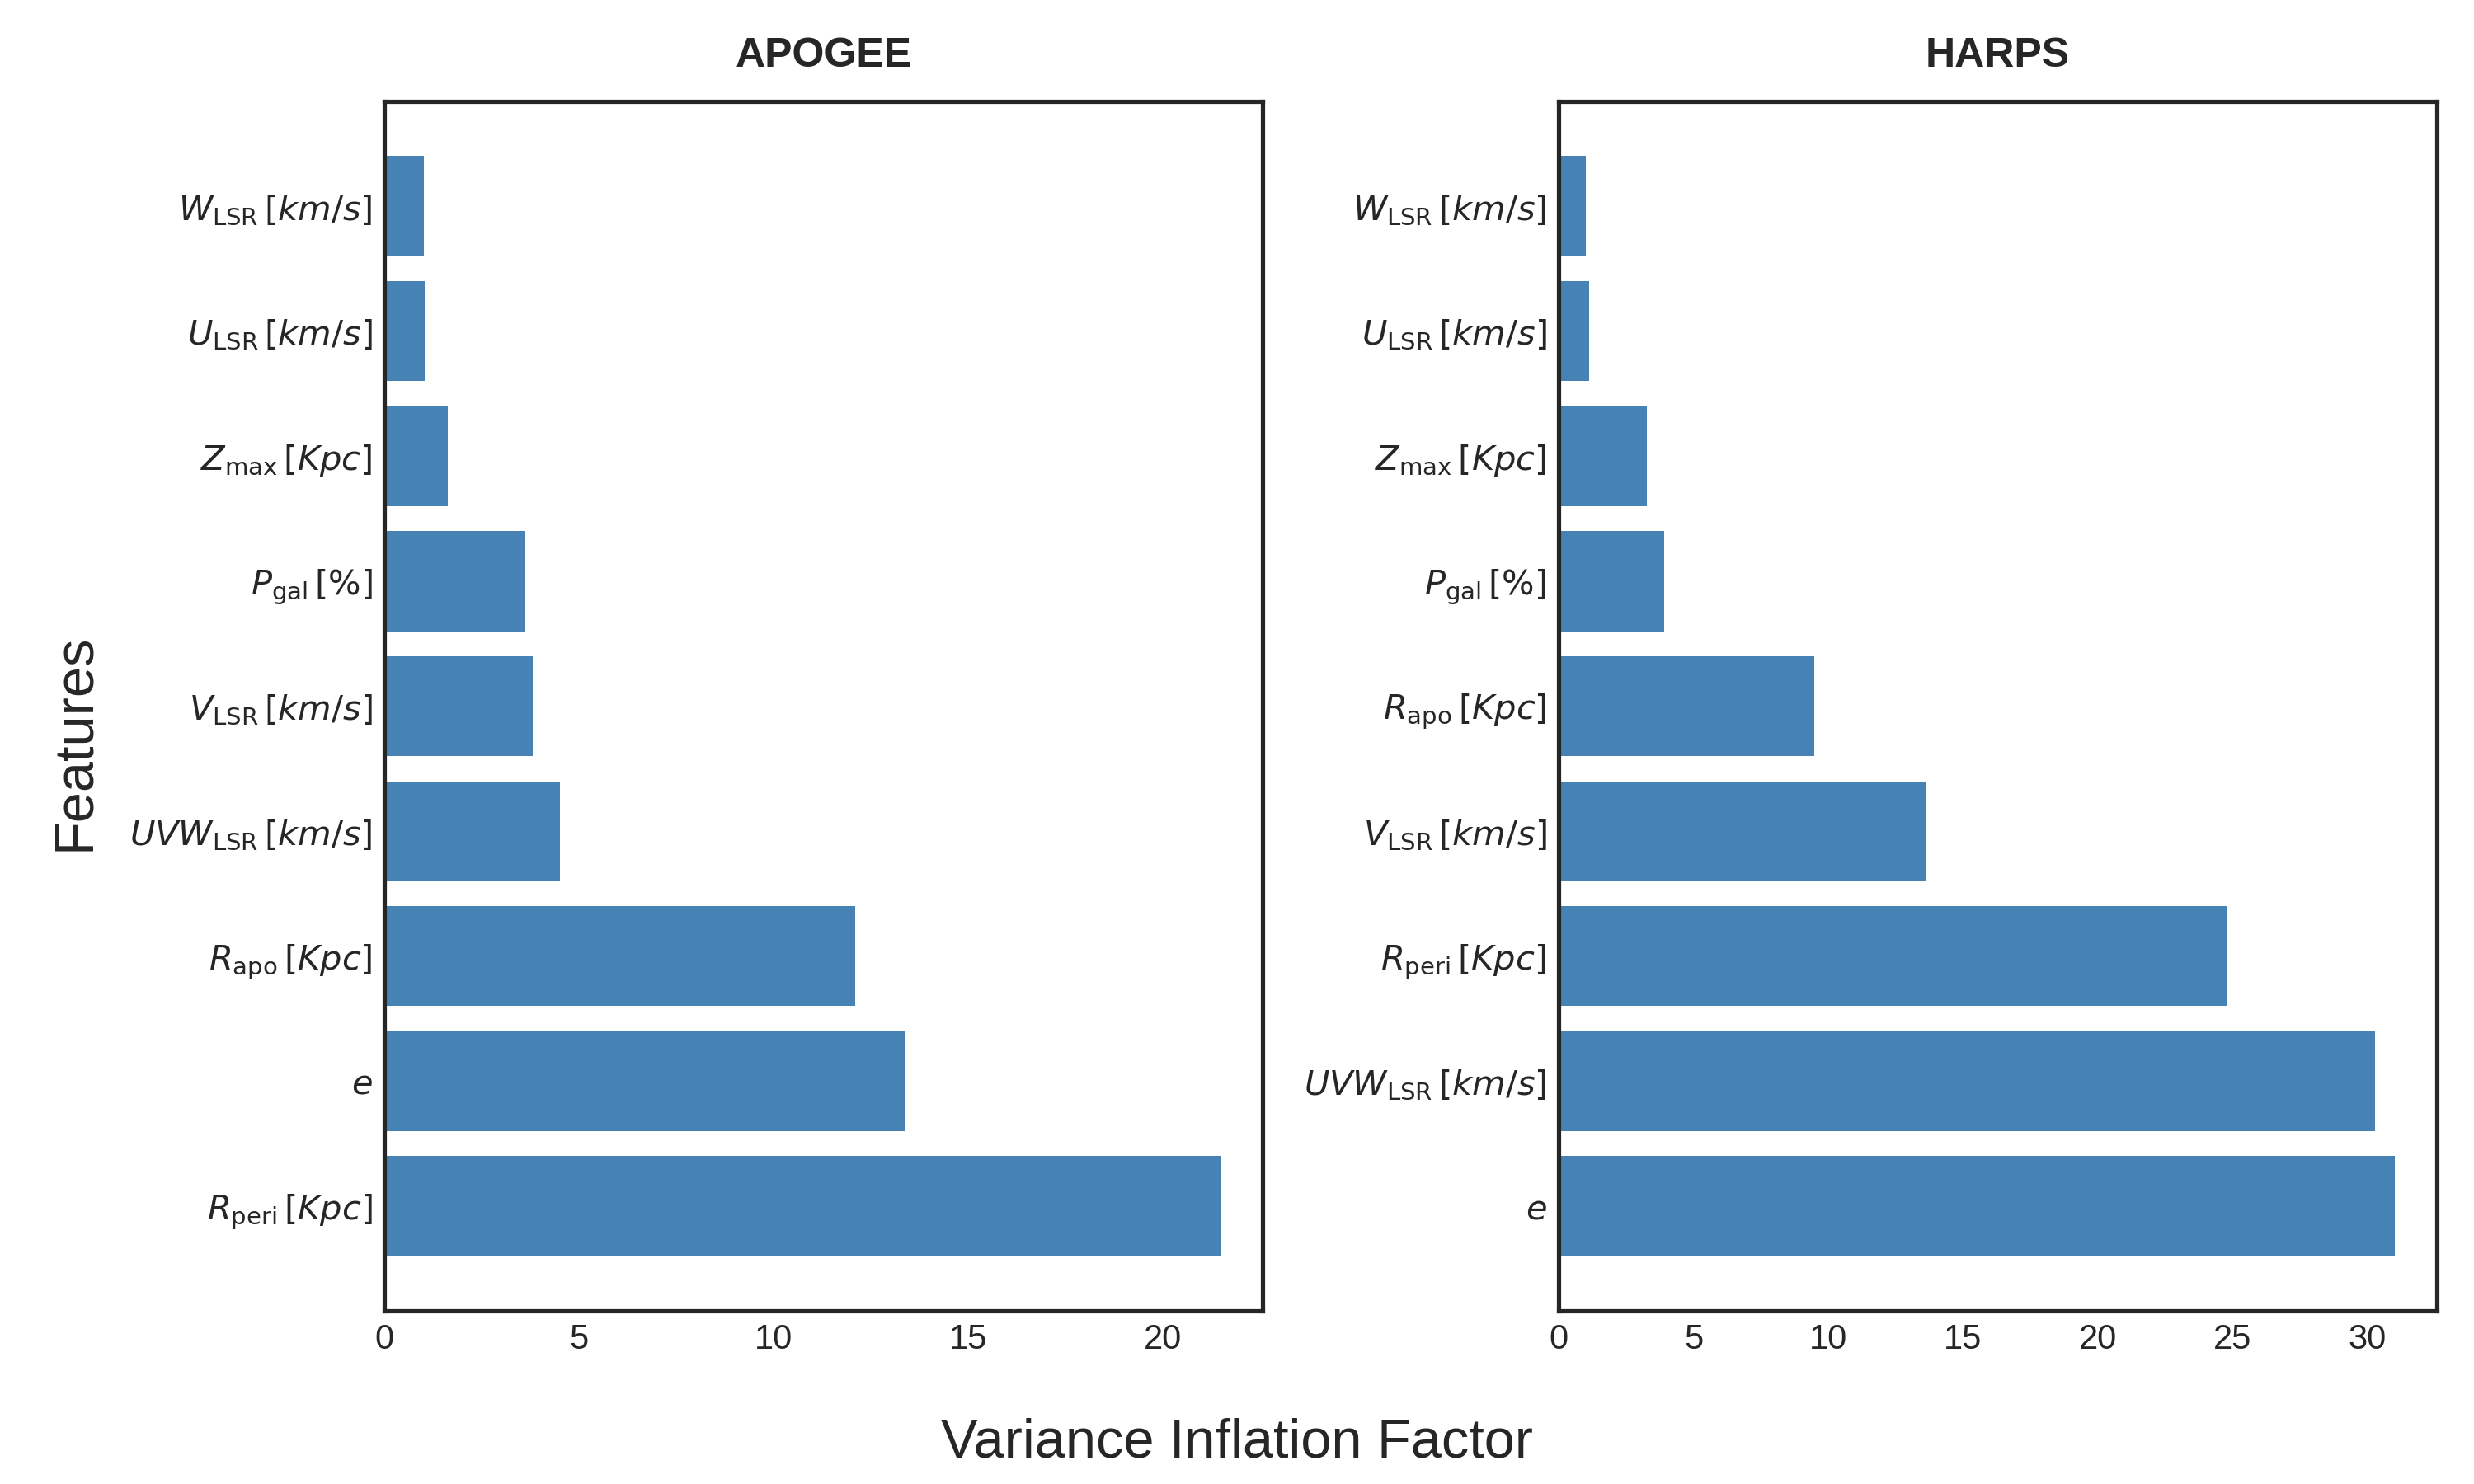 APOGEE
HARPS
Features
W_LSR [km/s]
U_LSR [km/s]
Z_max [Kpc]
P_gal [%]
V_LSR [km/s]
UVW_LSR [km/s]
R_apo [Kpc]
e
R_peri [Kpc]
0 5 10 15 20
W_LSR [km/s]
U_LSR [km/s]
Z_max [Kpc]
P_gal [%]
R_apo [Kpc]
V_LSR [km/s]
R_peri [Kpc]
UVW_LSR [km/s]
e
0 5 10 15 20 25 30
Variance Inflation Factor